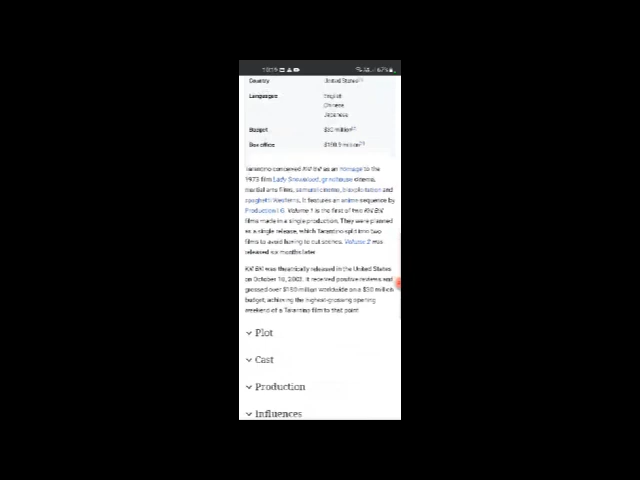 Country United States
Languages English
Chinese
Japanese
Budget $30 million
Box office
Tarantino conceived Kill Bill as an homage to the
1973 film Lady Snowblood, grindhouse cinema,
martial arts films, samurai cinema, blaxploitation and
spaghetti Westerns. It features an anime sequence by
Production I.G. Volume 1 is the first of two Kill Bill
films made in a single production. They were planned
as a single release, which Tarantino split into two
films to avoid having to cut scenes. Volume 2 was
released six months later.
Kill Bill was theatrically released in the United States
on October 10, 2003. It received positive reviews and
grossed over $180 million worldwide on a $30 million
budget, achieving the highest-grossing opening
weekend of a Tarantino film to that point.
Plot
Cast
Production
Influences